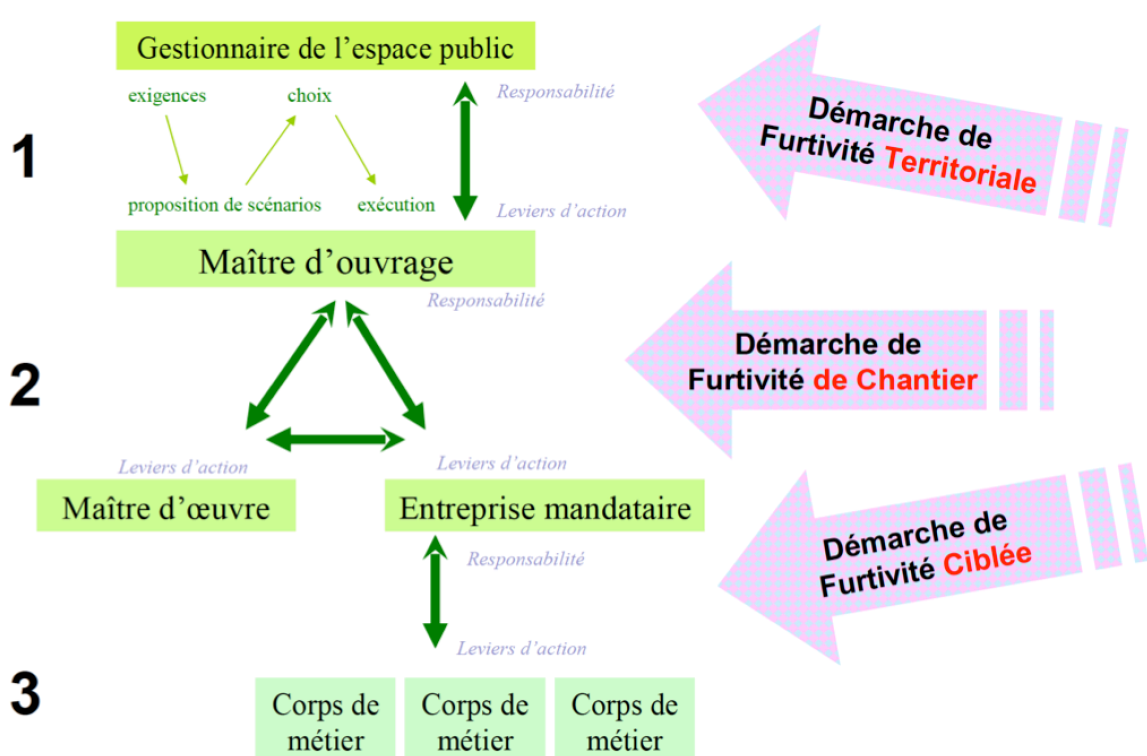 Gestionnaire de l'espace public
exigences
choix
Responsabilité
1
proposition de scénarios
exécution
Leviers d'action
Maître d'ouvrage
Responsabilité
Démarche de
Furtivité Territoriale
2
Démarche de
Furtivité de Chantier
Leviers d'action
Leviers d'action
Maître d'œuvre
Entreprise mandataire
Responsabilité
Démarche de
Furtivité Ciblée
Leviers d'action
3
Corps de
métier
Corps de
métier
Corps de
métier